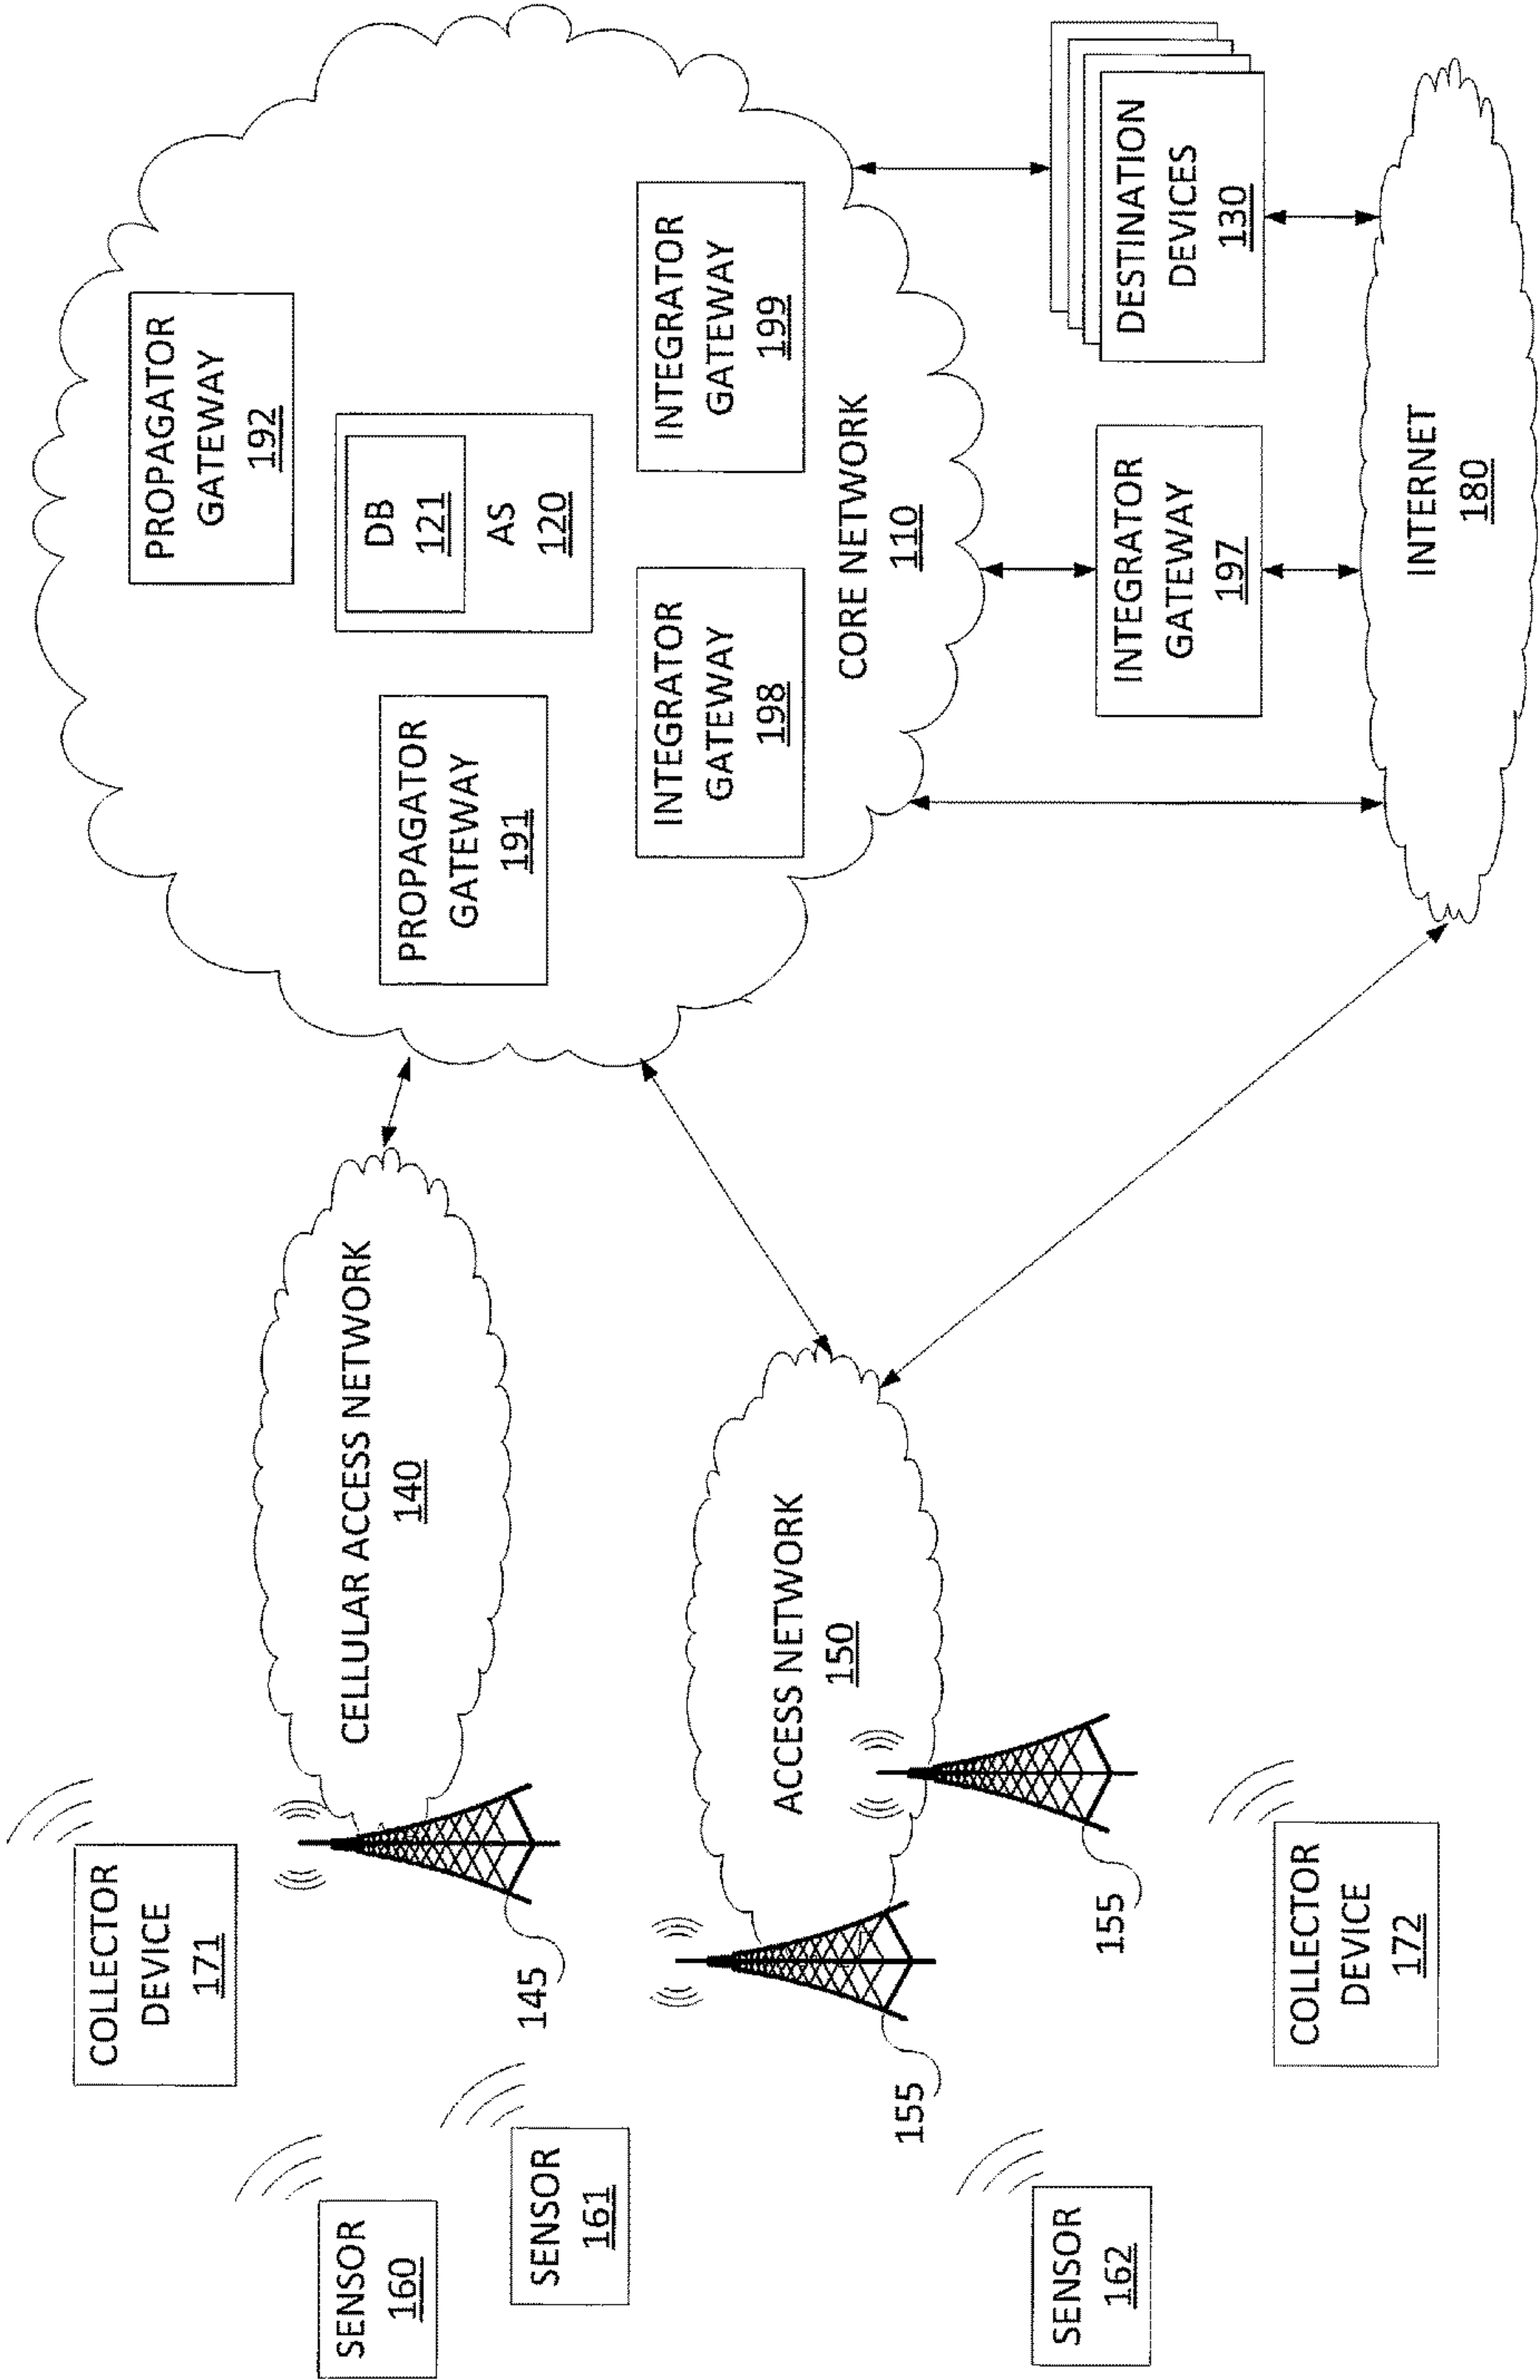 COLLECTOR
DEVICE
171
SENSOR
160
SENSOR
161
145
CELLULAR ACCESS NETWORK
140
155
ACCESS NETWORK
150
155
SENSOR
162
COLLECTOR
DEVICE
172
PROPAGATOR
GATEWAY
192
PROPAGATOR
GATEWAY
191
DB
121
AS
120
INTEGRATOR
GATEWAY
198
INTEGRATOR
GATEWAY
199
CORE NETWORK
110
INTEGRATOR
GATEWAY
197
DESTINATION
DEVICES
130
INTERNET
180